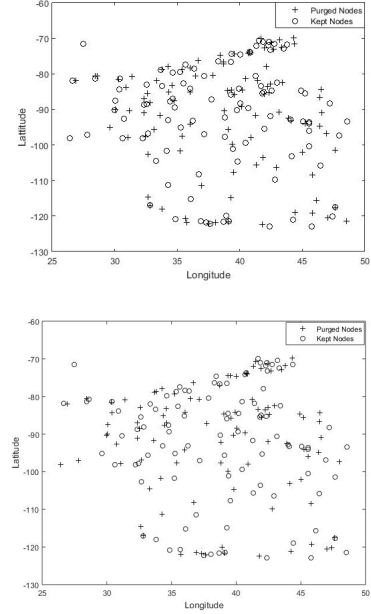 -60
-70
-80
-90
-100
-110
-120
-130
Lattitude
Purged Nodes
Kept Nodes
25 30 35 40 45 50
Longitude
-60
-70
-80
-90
-100
-110
-120
-130
Latitude
Purged Nodes
Kept Nodes
25 30 35 40 45 50
Longitude